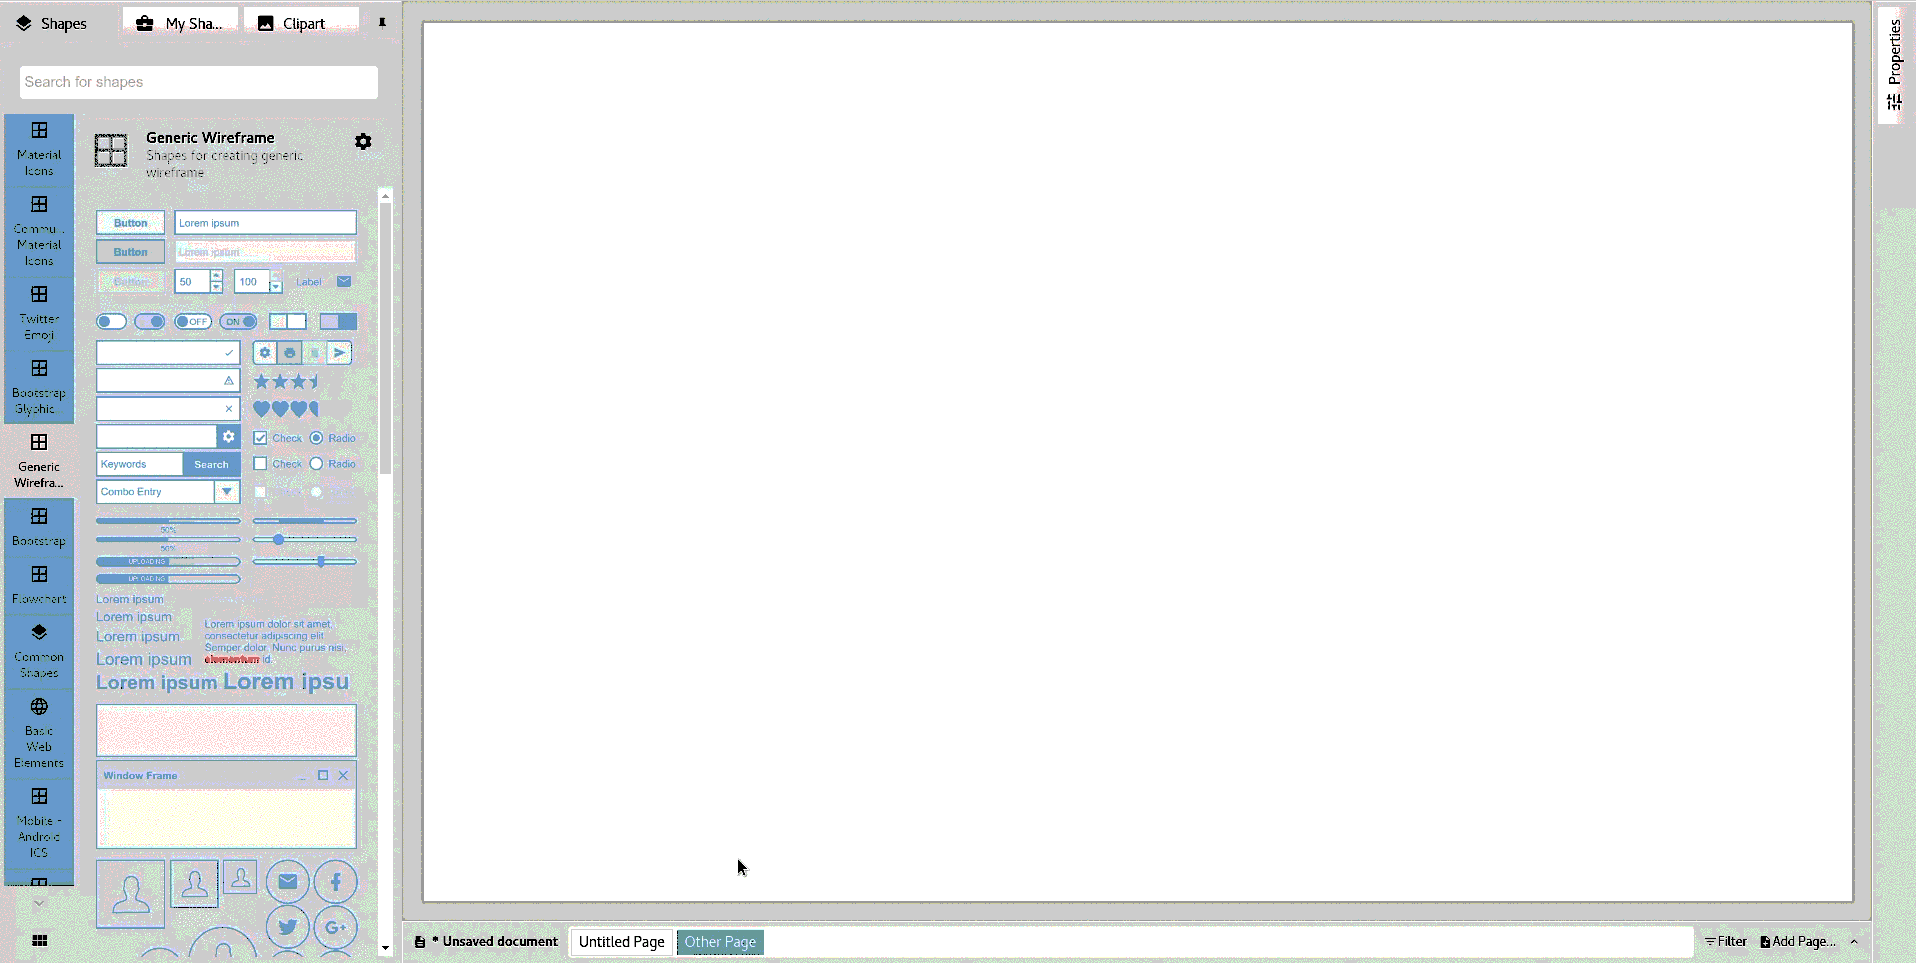 Shapes
My Sha...
Clipart
Search for shapes
Material
Icons
Commu...
Material
Icons
Twitter
Emoji
Bootstrap
Glyphic...
Generic
Wirefra...
Bootstrap
Flowchart
Common
Shapes
Basic
Web
Elements
Mobile -
Android
ICS
Generic Wireframe
Shapes for creating generic
wireframe
Button
Lorem ipsum
Button
Lorem ipsum
Button
50
100
Label
OFF
ON
Check
Radio
Keywords
Search
Check
Radio
Combo Entry
50%
50%
UPLOADING
UPLOADING
Lorem ipsum
Lorem ipsum
Lorem ipsum
Lorem ipsum
Lorem ipsum dolor sit amet,
consectetur adipiscing elit.
Semper dolor. Nunc purus nisi,
elementum id.
Lorem ipsum
Lorem ipsu
Window Frame
* Unsaved document
Untitled Page
Other Page
Filter
Add Page...
Properties